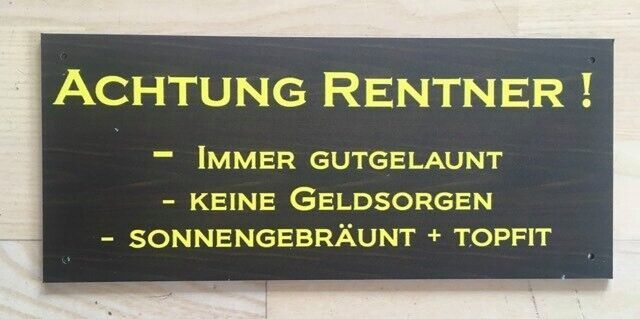 ACHTUNG RENTNER !
- IMMER GUTGELAUNT
- KEINE GELDSORGEN
- SONNENGEBRÄUNT + TOPFIT